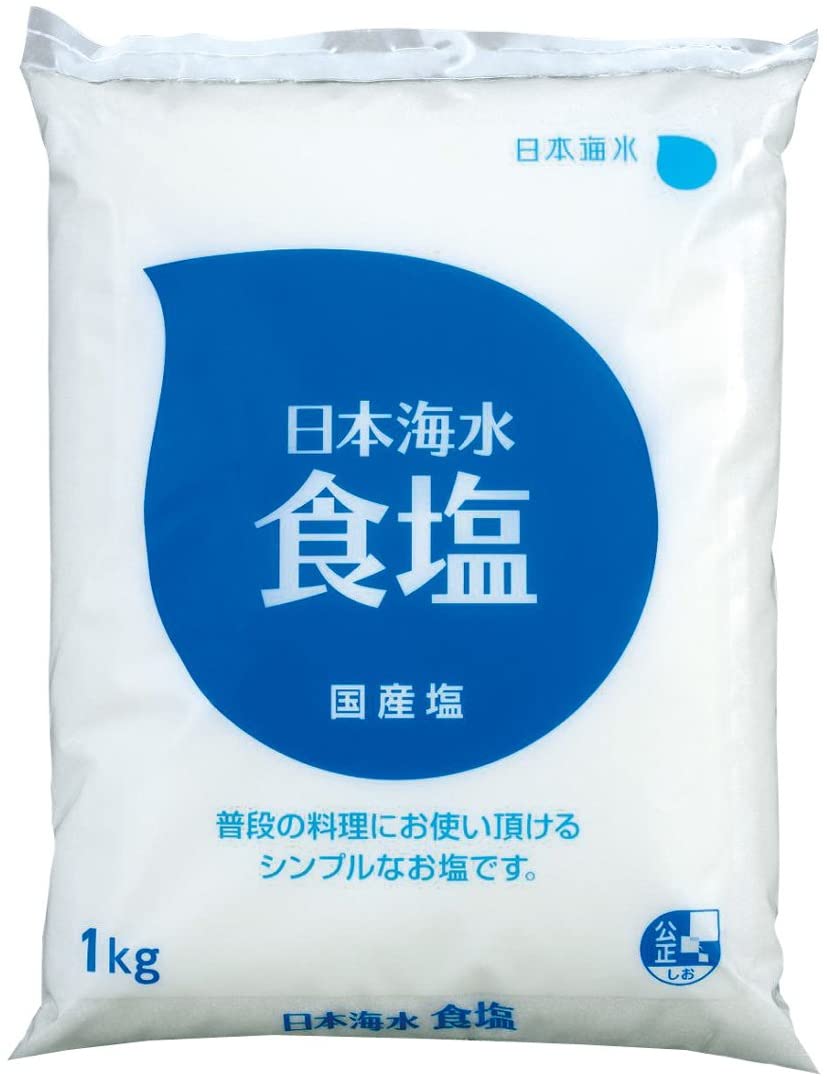 日本海水
日本海水
食塩
国産塩
普段の料理にお使い頂ける
シンプルなお塩です。
1kg
公正
しお
日本海水 食塩